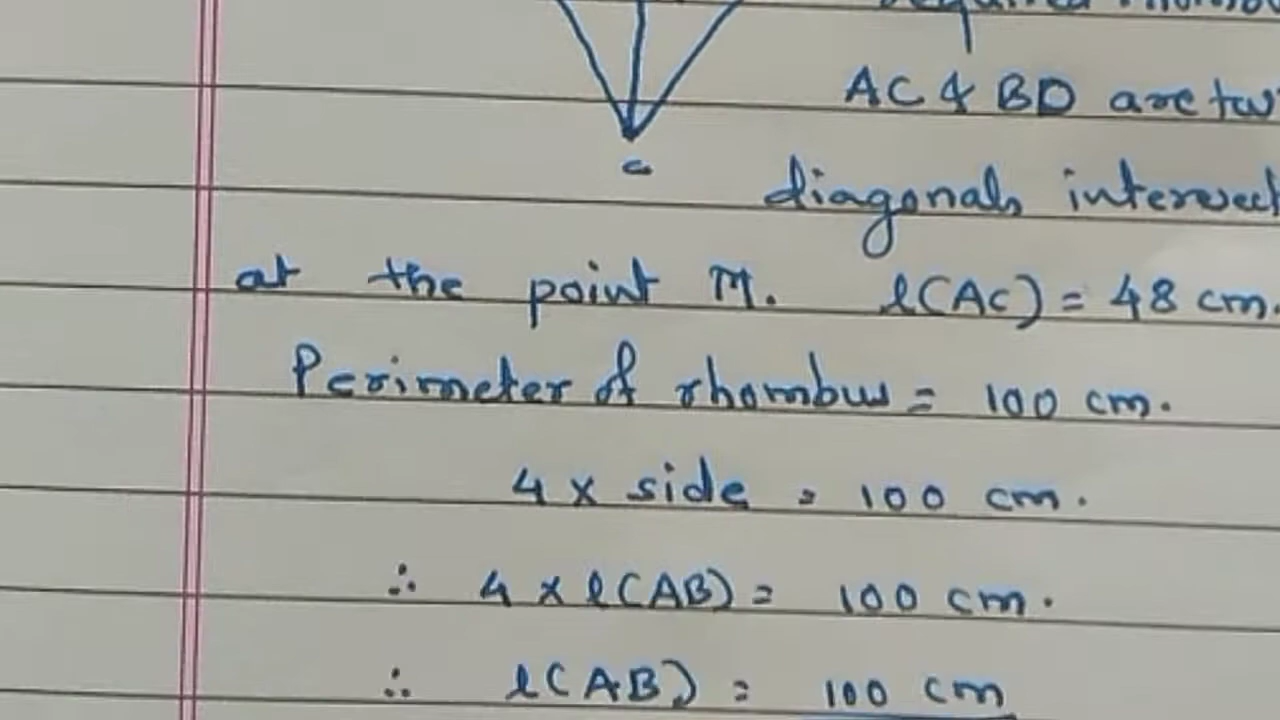 AC & BD are
c
diagonals intersect
at the point M. l(AC) = 48 cm.
Perimeter of rhombus = 100 cm.
4 x side = 100 cm.
∴ 4 x l(AB) = 100 cm.
∴ l(AB) = 100 cm